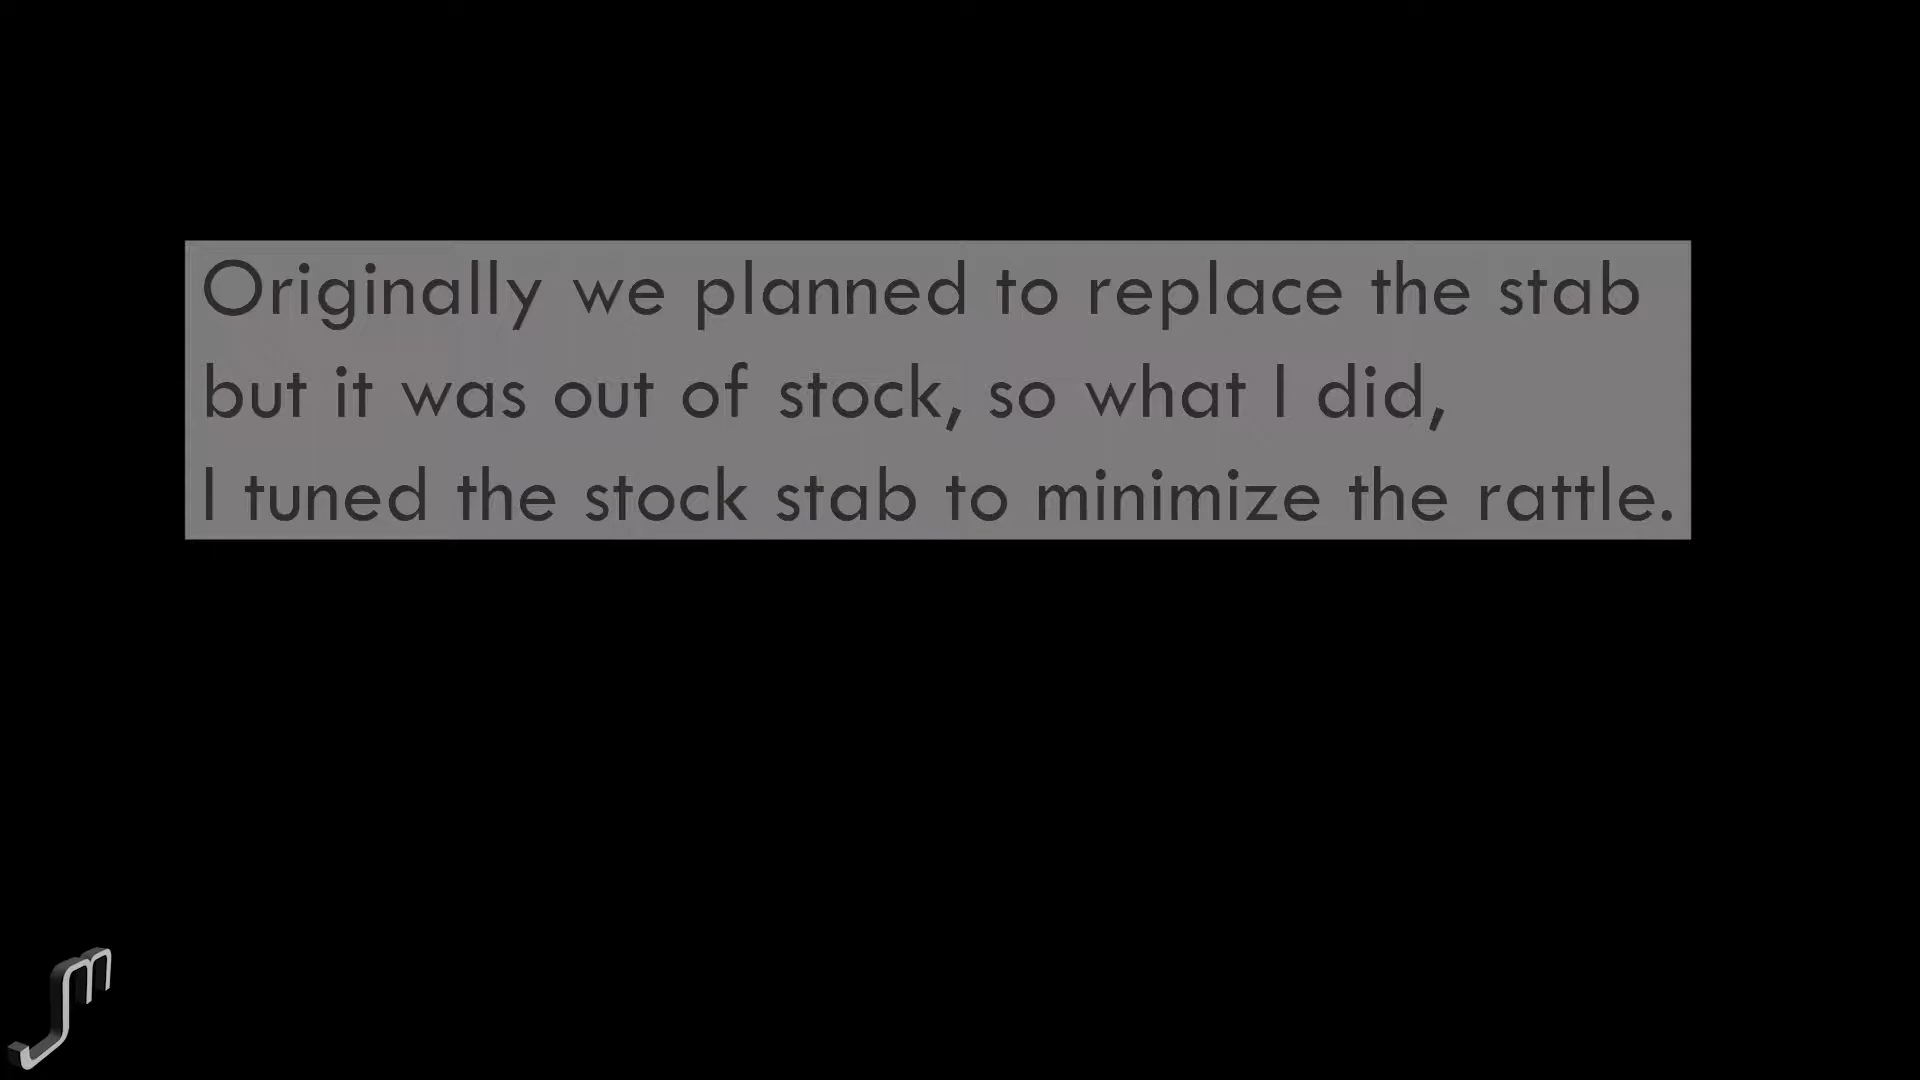 Originally we planned to replace the stab
but it was out of stock, so what I did,
I tuned the stock stab to minimize the rattle.